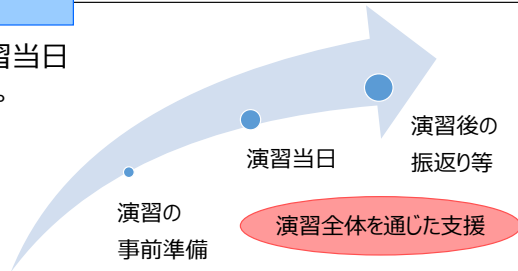 習当日
。
演習後の
振返り等
演習当日
演習の
事前準備
演習全体を通じた支援